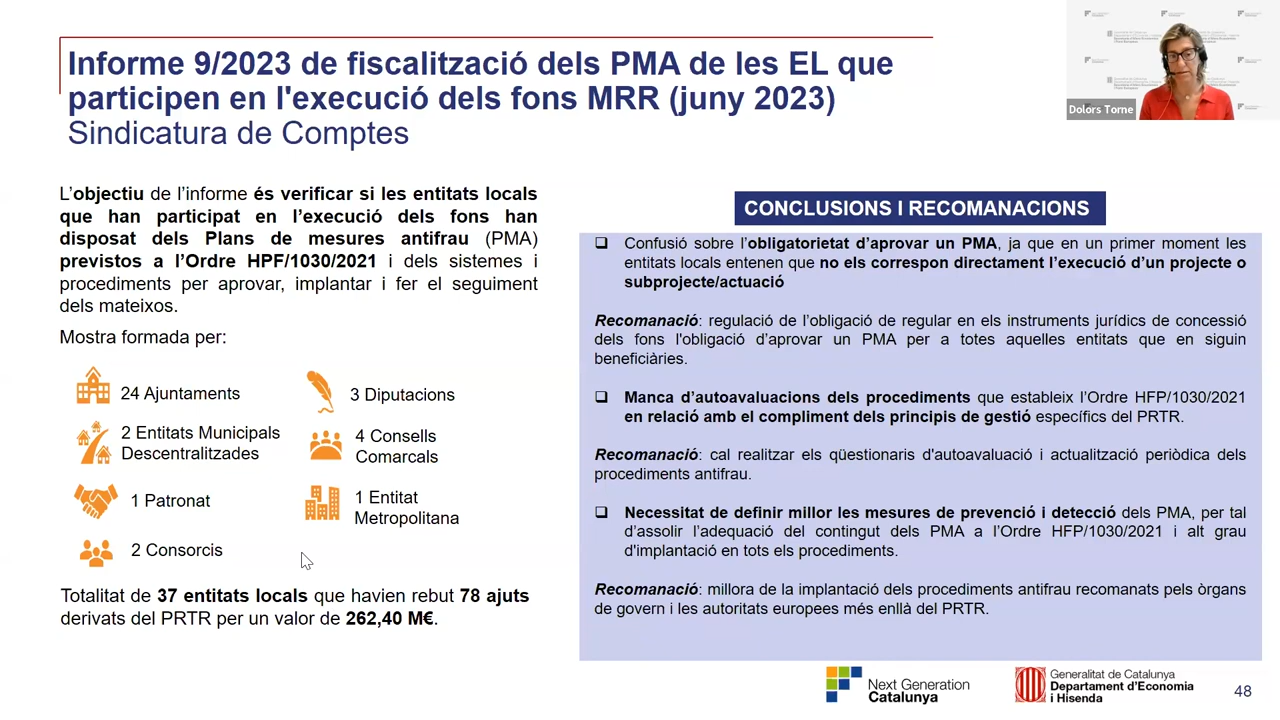 Informe 9/2023 de fiscalització dels PMA de les EL que
participen en l'execució dels fons MRR (juny 2023)
Sindicatura de Comptes
Dolors Torne
L'objectiu de l'informe és verificar si les entitats locals
que han participat en l'execució dels fons han
disposat dels Plans de mesures antifrau (PMA)
previstos a l'Ordre HPF/1030/2021 i dels sistemes i
procediments per aprovar, implantar i fer el seguiment
dels mateixos.
Mostra formada per:
24 Ajuntaments
3 Diputacions
2 Entitats Municipals
Descentralitzades
4 Consells
Comarcals
1 Patronat
1 Entitat
Metropolitana
2 Consorcis
Totalitat de 37 entitats locals que havien rebut 78 ajuts
derivats del PRTR per un valor de 262,40 M€.
CONCLUSIONS I RECOMANACIONS
❑ Confusió sobre l'obligatorietat d'aprovar un PMA, ja que en un primer moment les
entitats locals entenen que no els correspon directament l'execució d'un projecte o
subprojecte/actuació
Recomanació: regulació de l'obligació de regular en els instruments jurídics de concessió
dels fons l'obligació d'aprovar un PMA per a totes aquelles entitats que en siguin
beneficiàries.
❑ Manca d'autoavaluacions dels procediments que estableix l'Ordre HFP/1030/2021
en relació amb el compliment dels principis de gestió específics del PRTR.
Recomanació: cal realitzar els qüestionaris d'autoavaluació i actualització periòdica dels
procediments antifrau.
❑ Necessitat de definir millor les mesures de prevenció i detecció dels PMA, per tal
d'assolir l'adequació del contingut dels PMA a l'Ordre HFP/1030/2021 i alt grau
d'implantació en tots els procediments.
Recomanació: millora de la implantació dels procediments antifrau recomanats pels òrgans
de govern i les autoritats europees més enllà del PRTR.
Next Generation
Catalunya
Generalitat de Catalunya
Departament d'Economia
i Hisenda
48